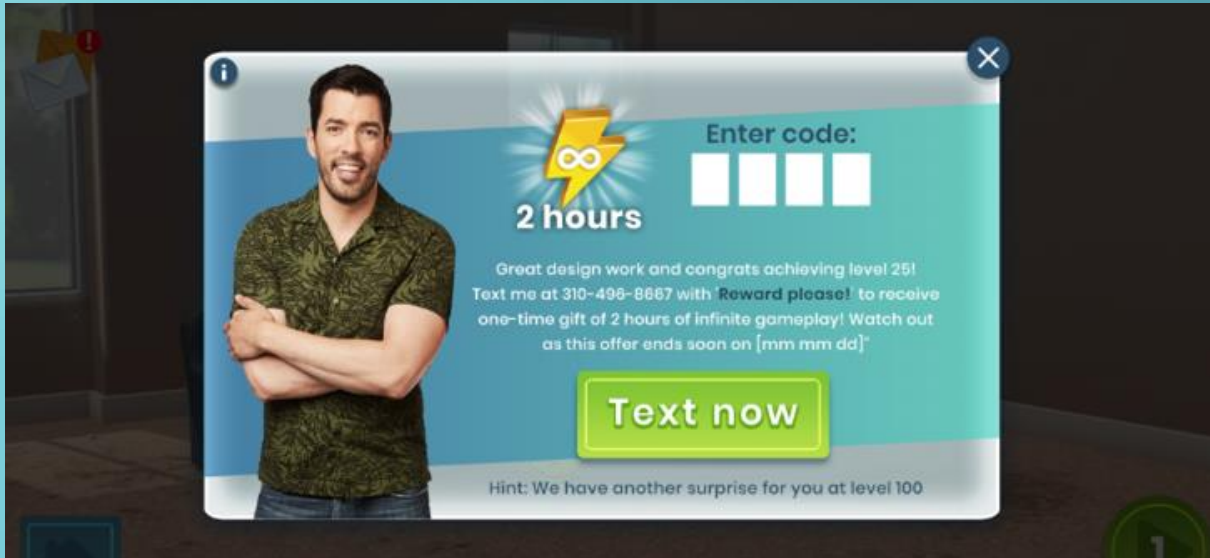 !
i
2 hours
Enter code:
Great design work and congrats achieving level 25!
Text me at 310-496-8667 with 'Reward please!' to receive
one-time gift of 2 hours of infinite gameplay! Watch out
as this offer ends soon on [mm mm dd]"
Text now
Hint: We have another surprise for you at level 100
1